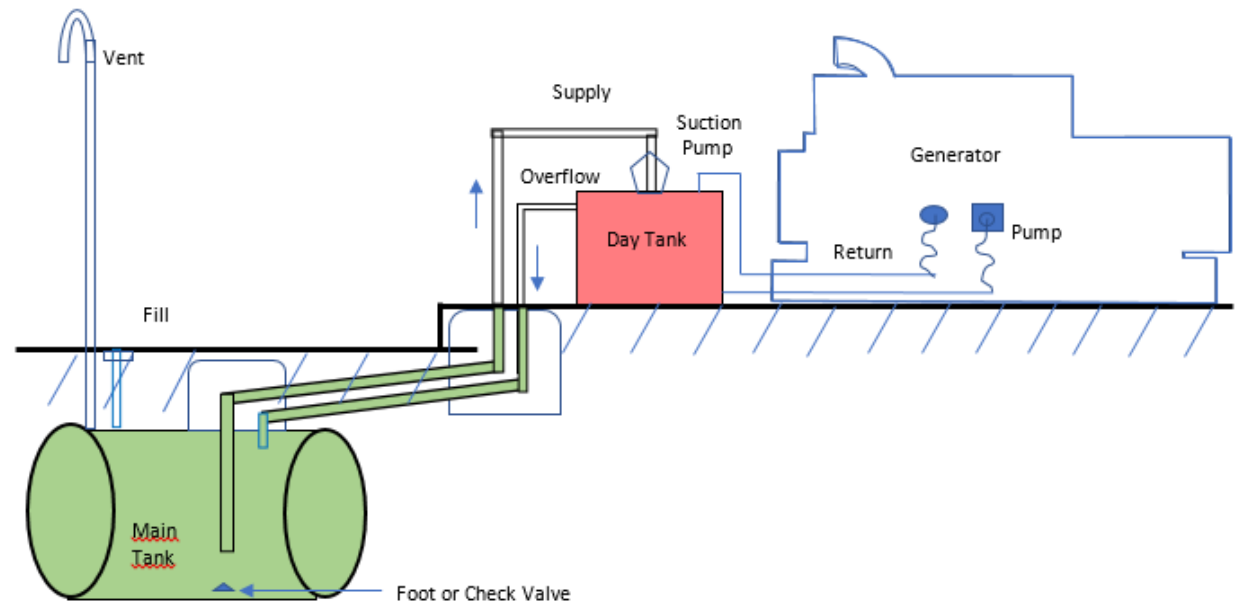 Vent
Supply
Suction
Pump
Generator
Overflow
Day Tank
Pump
Return
Fill
Main
Tank
Foot or Check Valve